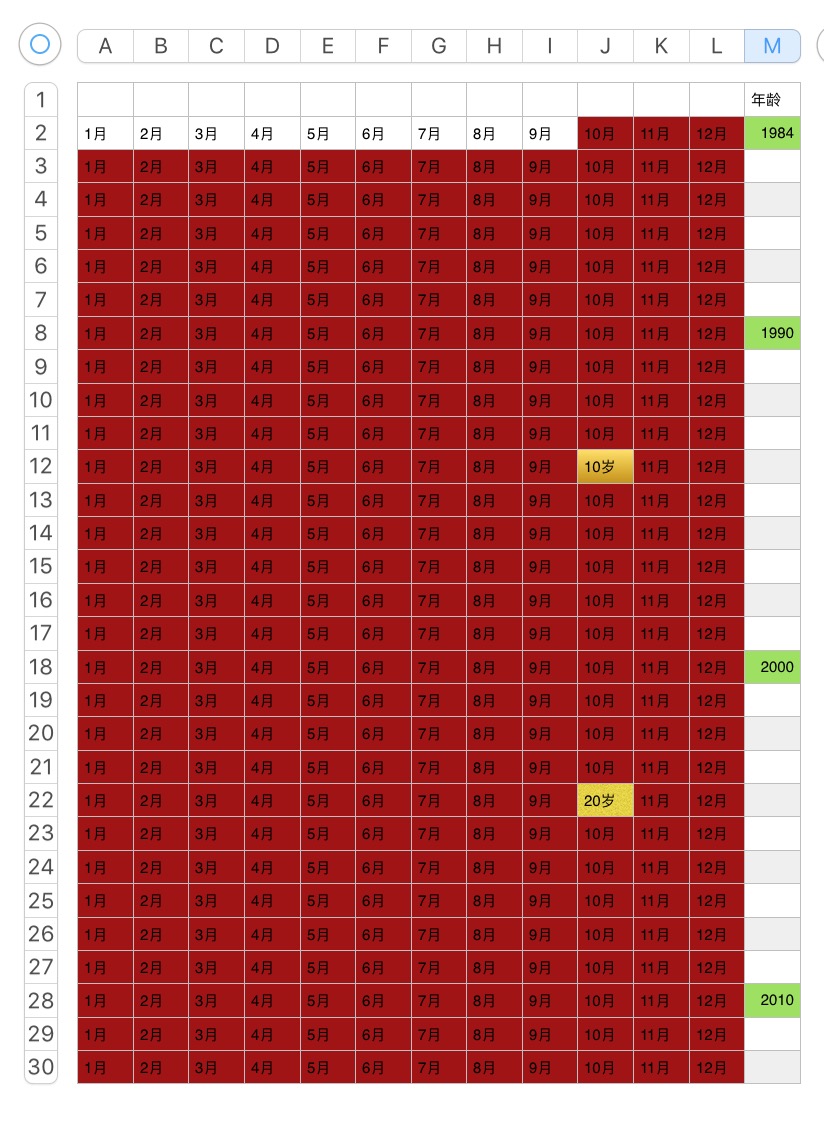 A B C D E F G H I J K L M
1 年龄
2 1月 2月 3月 4月 5月 6月 7月 8月 9月 10月 11月 12月 1984
3 1月 2月 3月 4月 5月 6月 7月 8月 9月 10月 11月 12月
4 1月 2月 3月 4月 5月 6月 7月 8月 9月 10月 11月 12月
5 1月 2月 3月 4月 5月 6月 7月 8月 9月 10月 11月 12月
6 1月 2月 3月 4月 5月 6月 7月 8月 9月 10月 11月 12月
7 1月 2月 3月 4月 5月 6月 7月 8月 9月 10月 11月 12月
8 1月 2月 3月 4月 5月 6月 7月 8月 9月 10月 11月 12月 1990
9 1月 2月 3月 4月 5月 6月 7月 8月 9月 10月 11月 12月
10 1月 2月 3月 4月 5月 6月 7月 8月 9月 10月 11月 12月
11 1月 2月 3月 4月 5月 6月 7月 8月 9月 10月 11月 12月
12 1月 2月 3月 4月 5月 6月 7月 8月 9月 10岁 11月 12月
13 1月 2月 3月 4月 5月 6月 7月 8月 9月 10月 11月 12月
14 1月 2月 3月 4月 5月 6月 7月 8月 9月 10月 11月 12月
15 1月 2月 3月 4月 5月 6月 7月 8月 9月 10月 11月 12月
16 1月 2月 3月 4月 5月 6月 7月 8月 9月 10月 11月 12月
17 1月 2月 3月 4月 5月 6月 7月 8月 9月 10月 11月 12月
18 1月 2月 3月 4月 5月 6月 7月 8月 9月 10月 11月 12月 2000
19 1月 2月 3月 4月 5月 6月 7月 8月 9月 10月 11月 12月
20 1月 2月 3月 4月 5月 6月 7月 8月 9月 10月 11月 12月
21 1月 2月 3月 4月 5月 6月 7月 8月 9月 10月 11月 12月
22 1月 2月 3月 4月 5月 6月 7月 8月 9月 20岁 11月 12月
23 1月 2月 3月 4月 5月 6月 7月 8月 9月 10月 11月 12月
24 1月 2月 3月 4月 5月 6月 7月 8月 9月 10月 11月 12月
25 1月 2月 3月 4月 5月 6月 7月 8月 9月 10月 11月 12月
26 1月 2月 3月 4月 5月 6月 7月 8月 9月 10月 11月 12月
27 1月 2月 3月 4月 5月 6月 7月 8月 9月 10月 11月 12月
28 1月 2月 3月 4月 5月 6月 7月 8月 9月 10月 11月 12月 2010
29 1月 2月 3月 4月 5月 6月 7月 8月 9月 10月 11月 12月
30 1月 2月 3月 4月 5月 6月 7月 8月 9月 10月 11月 12月